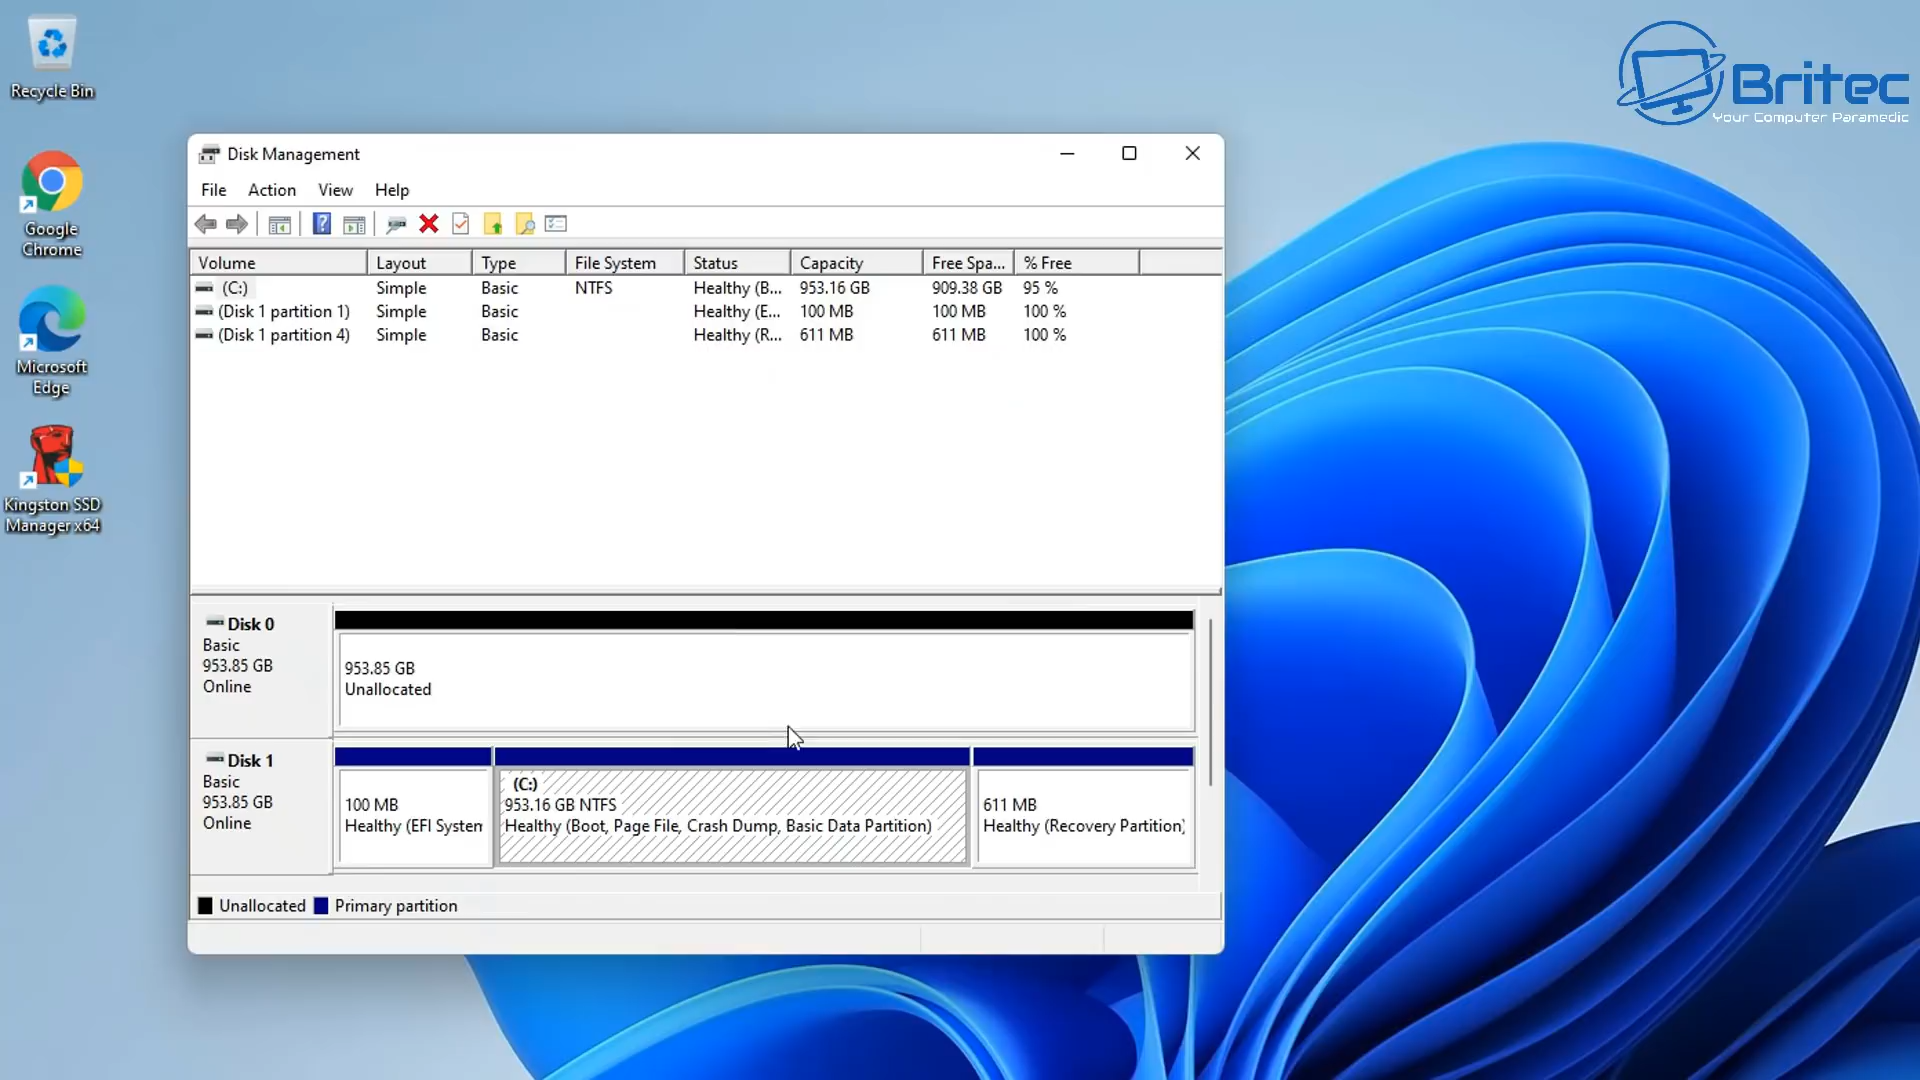 Recycle Bin
Google
Chrome
Microsoft
Edge
Kingston SSD
Manager x64
Britec
Your Computer Paramedic
Disk Management
File Action View Help
Volume Layout Type File System Status Capacity Free Spa... % Free
(C:) Simple Basic NTFS Healthy (B... 953.16 GB 909.38 GB 95 %
(Disk 1 partition 1) Simple Basic Healthy (E... 100 MB 100 MB 100 %
(Disk 1 partition 4) Simple Basic Healthy (R... 611 MB 611 MB 100 %
Disk 0
Basic
953.85 GB
Online
953.85 GB
Unallocated
Disk 1
Basic
953.85 GB
Online
100 MB
Healthy (EFI System
(C:)
953.16 GB NTFS
Healthy (Boot, Page File, Crash Dump, Basic Data Partition)
611 MB
Healthy (Recovery Partition)
Unallocated Primary partition